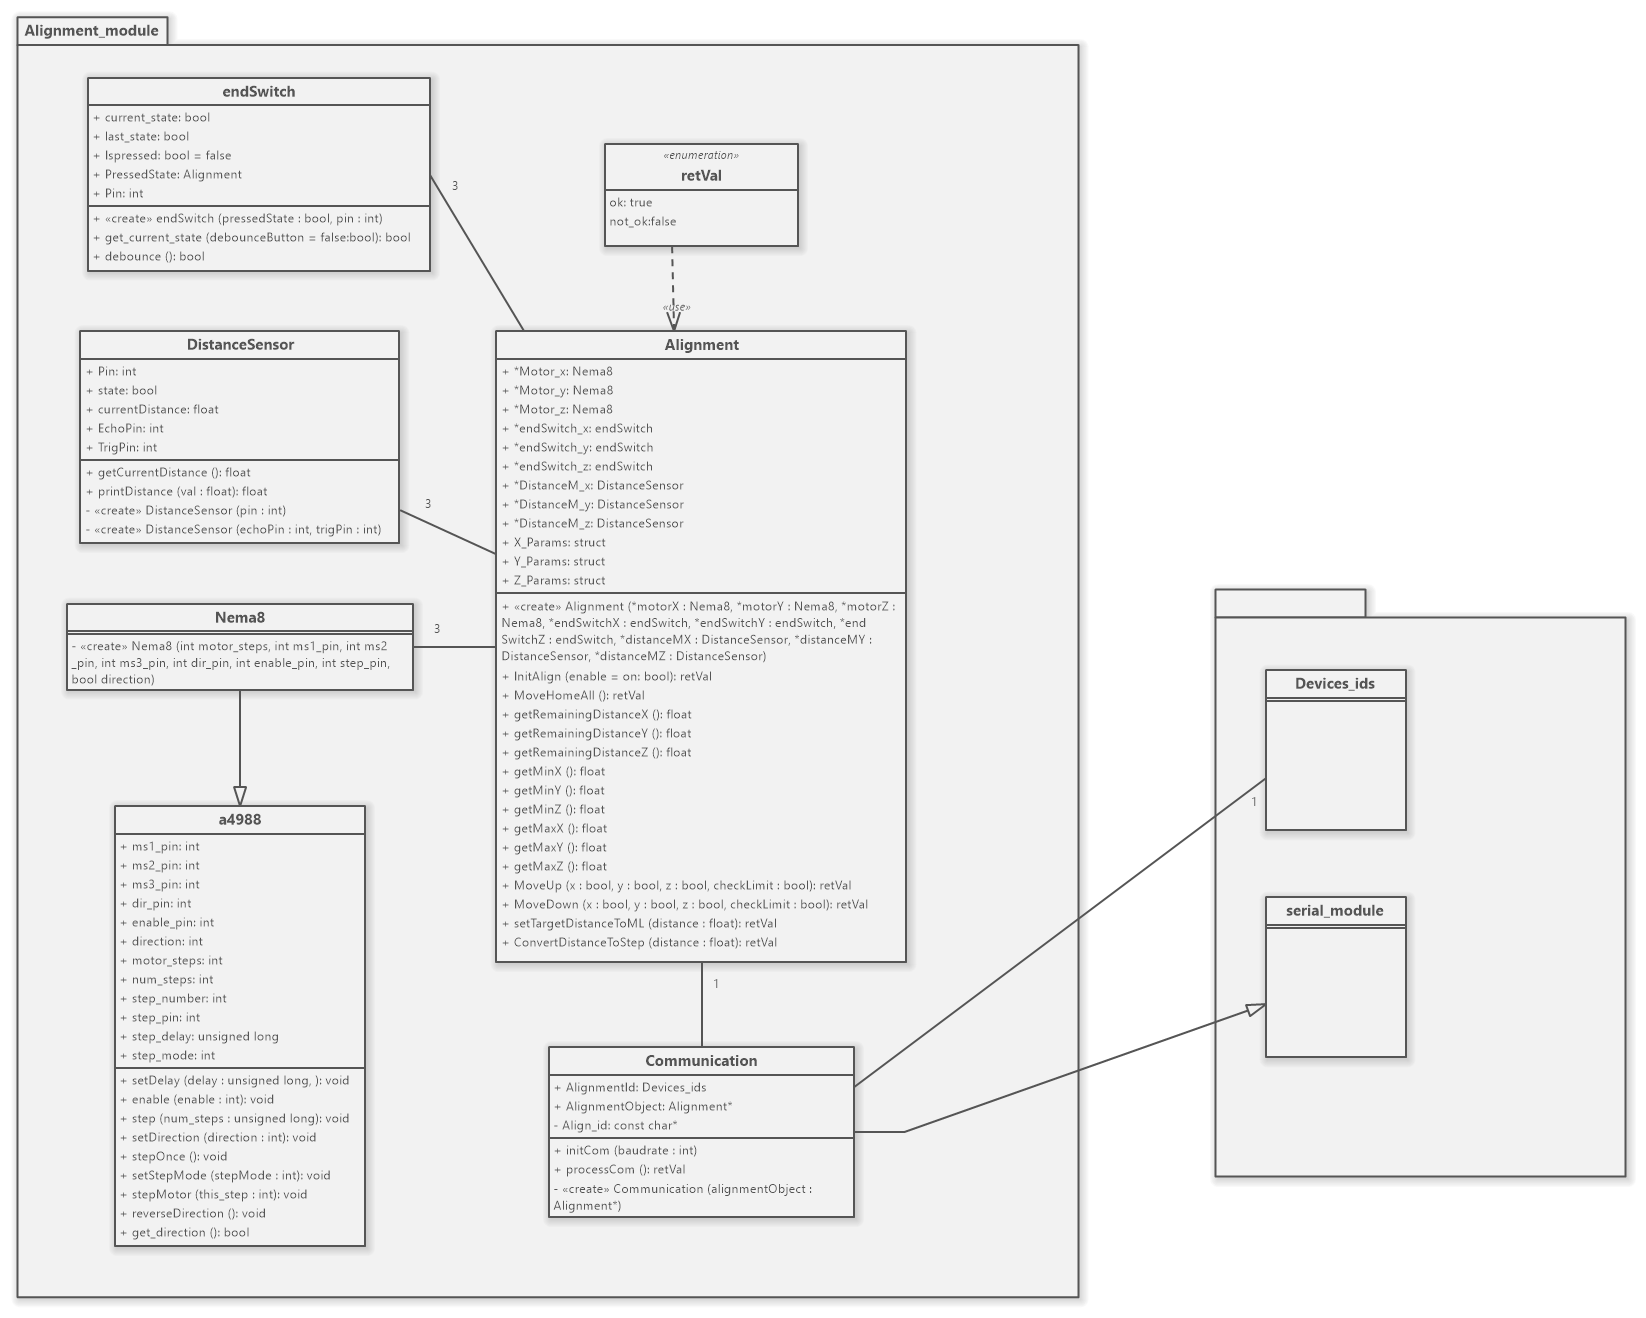 Alignment_module
endSwitch
+ current_state: bool
+ last_state: bool
+ Ispressed: bool = false
+ PressedState: Alignment
+ Pin: int
+ «create» endSwitch (pressedState : bool, pin : int)
+ get_current_state (debounceButton = false:bool): bool
+ debounce (): bool
3
«enumeration»
retVal
ok: true
not_ok:false
«use»
DistanceSensor
+ Pin: int
+ state: bool
+ currentDistance: float
+ EchoPin: int
+ TrigPin: int
+ getCurrentDistance (): float
+ printDistance (val : float): float
- «create» DistanceSensor (pin : int)
- «create» DistanceSensor (echoPin : int, trigPin : int)
3
Nema8
- «create» Nema8 (int motor_steps, int ms1_pin, int ms2
_pin, int ms3_pin, int dir_pin, int enable_pin, int step_pin,
bool direction)
3
a4988
+ ms1_pin: int
+ ms2_pin: int
+ ms3_pin: int
+ dir_pin: int
+ enable_pin: int
+ direction: int
+ motor_steps: int
+ num_steps: int
+ step_number: int
+ step_pin: int
+ step_delay: unsigned long
+ step_mode: int
+ setDelay (delay : unsigned long, ): void
+ enable (enable : int): void
+ step (num_steps : unsigned long): void
+ setDirection (direction : int): void
+ stepOnce (): void
+ setStepMode (stepMode : int): void
+ stepMotor (this_step : int): void
+ reverseDirection (): void
+ get_direction (): bool
Alignment
+ *Motor_x: Nema8
+ *Motor_y: Nema8
+ *Motor_z: Nema8
+ *endSwitch_x: endSwitch
+ *endSwitch_y: endSwitch
+ *endSwitch_z: endSwitch
+ *DistanceM_x: DistanceSensor
+ *DistanceM_y: DistanceSensor
+ *DistanceM_z: DistanceSensor
+ X_Params: struct
+ Y_Params: struct
+ Z_Params: struct
+ «create» Alignment (*motorX : Nema8, *motorY : Nema8, *motorZ :
Nema8, *endSwitchX : endSwitch, *endSwitchY : endSwitch, *end
SwitchZ : endSwitch, *distanceMX : DistanceSensor, *distanceMY :
DistanceSensor, *distanceMZ : DistanceSensor)
+ InitAlign (enable = on: bool): retVal
+ MoveHomeAll (): retVal
+ getRemainingDistanceX (): float
+ getRemainingDistanceY (): float
+ getRemainingDistanceZ (): float
+ getMinX (): float
+ getMinY (): float
+ getMinZ (): float
+ getMaxX (): float
+ getMaxY (): float
+ getMaxZ (): float
+ MoveUp (x : bool, y : bool, z : bool, checkLimit : bool): retVal
+ MoveDown (x : bool, y : bool, z : bool, checkLimit : bool): retVal
+ setTargetDistanceToML (distance : float): retVal
+ ConvertDistanceToStep (distance : float): retVal
1
Communication
+ AlignmentId: Devices_ids
+ AlignmentObject: Alignment*
- Align_id: const char*
+ initCom (baudrate : int)
+ processCom (): retVal
- «create» Communication (alignmentObject :
Alignment*)
Devices_ids
1
serial_module